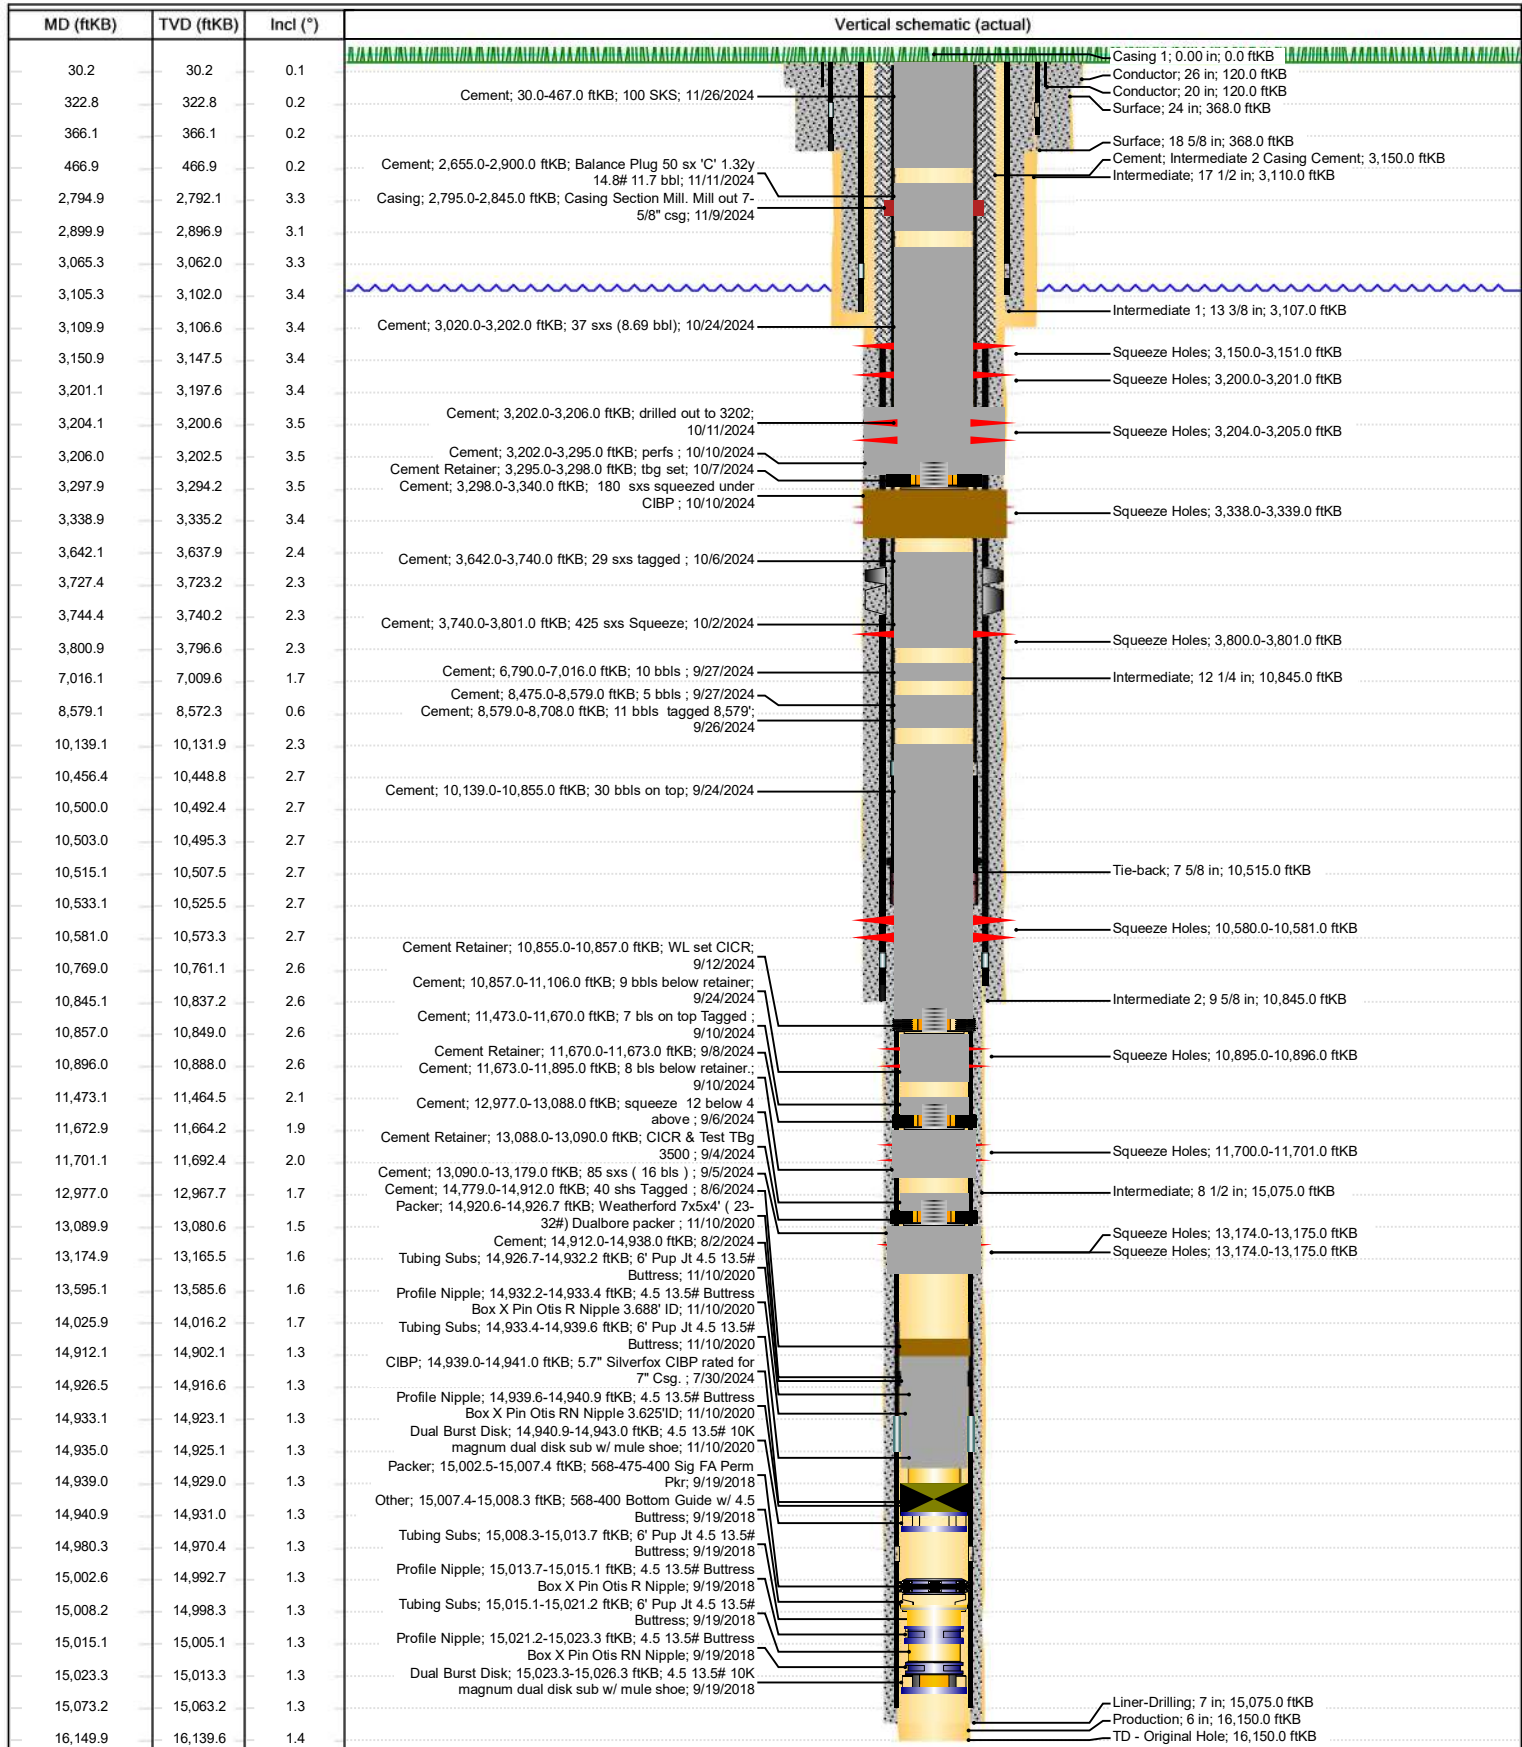 MD (ftKB) TVD (ftKB) Incl (°) Vertical schematic (actual)
30.2 30.2 0.1
322.8 322.8 0.2
366.1 366.1 0.2
466.9 466.9 0.2
2,794.9 2,792.1 3.3
2,899.9 2,896.9 3.1
3,065.3 3,062.0 3.3
3,105.3 3,102.0 3.4
3,109.9 3,106.6 3.4
3,150.9 3,147.5 3.4
3,201.1 3,197.6 3.4
3,204.1 3,200.6 3.5
3,206.0 3,202.5 3.5
3,297.9 3,294.2 3.5
3,338.9 3,335.2 3.4
3,642.1 3,637.9 2.4
3,727.4 3,723.2 2.3
3,744.4 3,740.2 2.3
3,800.9 3,796.6 2.3
7,016.1 7,009.6 1.7
8,579.1 8,572.3 0.6
10,139.1 10,131.9 2.3
10,456.4 10,448.8 2.7
10,500.0 10,492.4 2.7
10,503.0 10,495.3 2.7
10,515.1 10,507.5 2.7
10,533.1 10,525.5 2.7
10,581.0 10,573.3 2.7
10,769.0 10,761.1 2.6
10,845.1 10,837.2 2.6
10,857.0 10,849.0 2.6
10,896.0 10,888.0 2.6
11,473.1 11,464.5 2.1
11,672.9 11,664.2 1.9
11,701.1 11,692.4 2.0
12,977.0 12,967.7 1.7
13,089.9 13,080.6 1.5
13,174.9 13,165.5 1.6
13,595.1 13,585.6 1.6
14,025.9 14,016.2 1.7
14,912.1 14,902.1 1.3
14,926.5 14,916.6 1.3
14,933.1 14,923.1 1.3
14,935.0 14,925.1 1.3
14,939.0 14,929.0 1.3
14,940.9 14,931.0 1.3
14,980.3 14,970.4 1.3
15,002.6 14,992.7 1.3
15,008.2 14,998.3 1.3
15,015.1 15,005.1 1.3
15,023.3 15,013.3 1.3
15,073.2 15,063.2 1.3
16,149.9 16,139.6 1.4
Cement; 30.0-467.0 ftKB; 100 SKS; 11/26/2024
Cement; 2,655.0-2,900.0 ftKB; Balance Plug 50 sx 'C' 1.32y
14.8# 11.7 bbl; 11/11/2024
Casing; 2,795.0-2,845.0 ftKB; Casing Section Mill. Mill out 7-
5/8" csg; 11/9/2024
Cement; 3,020.0-3,202.0 ftKB; 37 sxs (8.69 bbl); 10/24/2024
Cement; 3,202.0-3,206.0 ftKB; drilled out to 3202;
10/11/2024
Cement; 3,202.0-3,295.0 ftKB; perfs ; 10/10/2024
Cement Retainer; 3,295.0-3,298.0 ftKB; tbg set; 10/7/2024
Cement; 3,298.0-3,340.0 ftKB; 180 sxs squeezed under
CIBP ; 10/10/2024
Cement; 3,642.0-3,740.0 ftKB; 29 sxs tagged ; 10/6/2024
Cement; 3,740.0-3,801.0 ftKB; 425 sxs Squeeze; 10/2/2024
Cement; 6,790.0-7,016.0 ftKB; 10 bbls ; 9/27/2024
Cement; 8,475.0-8,579.0 ftKB; 5 bbls ; 9/27/2024
Cement; 8,579.0-8,708.0 ftKB; 11 bbls tagged 8,579';
9/26/2024
Cement; 10,139.0-10,855.0 ftKB; 30 bbls on top; 9/24/2024
Cement Retainer; 10,855.0-10,857.0 ftKB; WL set CICR;
9/12/2024
Cement; 10,857.0-11,106.0 ftKB; 9 bbls below retainer;
9/24/2024
Cement; 11,473.0-11,670.0 ftKB; 7 bls on top Tagged ;
9/10/2024
Cement Retainer; 11,670.0-11,673.0 ftKB; 9/8/2024
Cement; 11,673.0-11,895.0 ftKB; 8 bls below retainer.;
9/10/2024
Cement; 12,977.0-13,088.0 ftKB; squeeze 12 below 4
above ; 9/6/2024
Cement Retainer; 13,088.0-13,090.0 ftKB; CICR & Test TBg
3500 ; 9/4/2024
Cement; 13,090.0-13,179.0 ftKB; 85 sxs ( 16 bls ) ; 9/5/2024
Cement; 14,779.0-14,912.0 ftKB; 40 shs Tagged ; 8/6/2024
Packer; 14,920.6-14,926.7 ftKB; Weatherford 7x5x4' ( 23-
32#) Dualbore packer ; 11/10/2020
Cement; 14,912.0-14,938.0 ftKB; 8/2/2024
Tubing Subs; 14,926.7-14,932.2 ftKB; 6' Pup Jt 4.5 13.5#
Buttress; 11/10/2020
Profile Nipple; 14,932.2-14,933.4 ftKB; 4.5 13.5# Buttress
Box X Pin Otis R Nipple 3.688' ID; 11/10/2020
Tubing Subs; 14,933.4-14,939.6 ftKB; 6' Pup Jt 4.5 13.5#
Buttress; 11/10/2020
CIBP; 14,939.0-14,941.0 ftKB; 5.7" Silverfox CIBP rated for
7" Csg. ; 7/30/2024
Profile Nipple; 14,939.6-14,940.9 ftKB; 4.5 13.5# Buttress
Box X Pin Otis RN Nipple 3.625'ID; 11/10/2020
Dual Burst Disk; 14,940.9-14,943.0 ftKB; 4.5 13.5# 10K
magnum dual disk sub w/ mule shoe; 11/10/2020
Packer; 15,002.5-15,007.4 ftKB; 568-475-400 Sig FA Perm
Pkr; 9/19/2018
Other; 15,007.4-15,008.3 ftKB; 568-400 Bottom Guide w/ 4.5
Buttress; 9/19/2018
Tubing Subs; 15,008.3-15,013.7 ftKB; 6' Pup Jt 4.5 13.5#
Buttress; 9/19/2018
Profile Nipple; 15,013.7-15,015.1 ftKB; 4.5 13.5# Buttress
Box X Pin Otis R Nipple; 9/19/2018
Tubing Subs; 15,015.1-15,021.2 ftKB; 6' Pup Jt 4.5 13.5#
Buttress; 9/19/2018
Profile Nipple; 15,021.2-15,023.3 ftKB; 4.5 13.5# Buttress
Box X Pin Otis RN Nipple; 9/19/2018
Dual Burst Disk; 15,023.3-15,026.3 ftKB; 4.5 13.5# 10K
magnum dual disk sub w/ mule shoe; 9/19/2018
Casing 1; 0.00 in; 0.0 ftKB
Conductor; 26 in; 120.0 ftKB
Conductor; 20 in; 120.0 ftKB
Surface; 24 in; 368.0 ftKB
Surface; 18 5/8 in; 368.0 ftKB
Cement; Intermediate 2 Casing Cement; 3,150.0 ftKB
Intermediate; 17 1/2 in; 3,110.0 ftKB
Intermediate 1; 13 3/8 in; 3,107.0 ftKB
Squeeze Holes; 3,150.0-3,151.0 ftKB
Squeeze Holes; 3,200.0-3,201.0 ftKB
Squeeze Holes; 3,204.0-3,205.0 ftKB
Squeeze Holes; 3,338.0-3,339.0 ftKB
Squeeze Holes; 3,800.0-3,801.0 ftKB
Intermediate; 12 1/4 in; 10,845.0 ftKB
Tie-back; 7 5/8 in; 10,515.0 ftKB
Squeeze Holes; 10,580.0-10,581.0 ftKB
Intermediate 2; 9 5/8 in; 10,845.0 ftKB
Squeeze Holes; 10,895.0-10,896.0 ftKB
Squeeze Holes; 11,700.0-11,701.0 ftKB
Intermediate; 8 1/2 in; 15,075.0 ftKB
Squeeze Holes; 13,174.0-13,175.0 ftKB
Squeeze Holes; 13,174.0-13,175.0 ftKB
Liner-Drilling; 7 in; 15,075.0 ftKB
Production; 6 in; 16,150.0 ftKB
TD - Original Hole; 16,150.0 ftKB